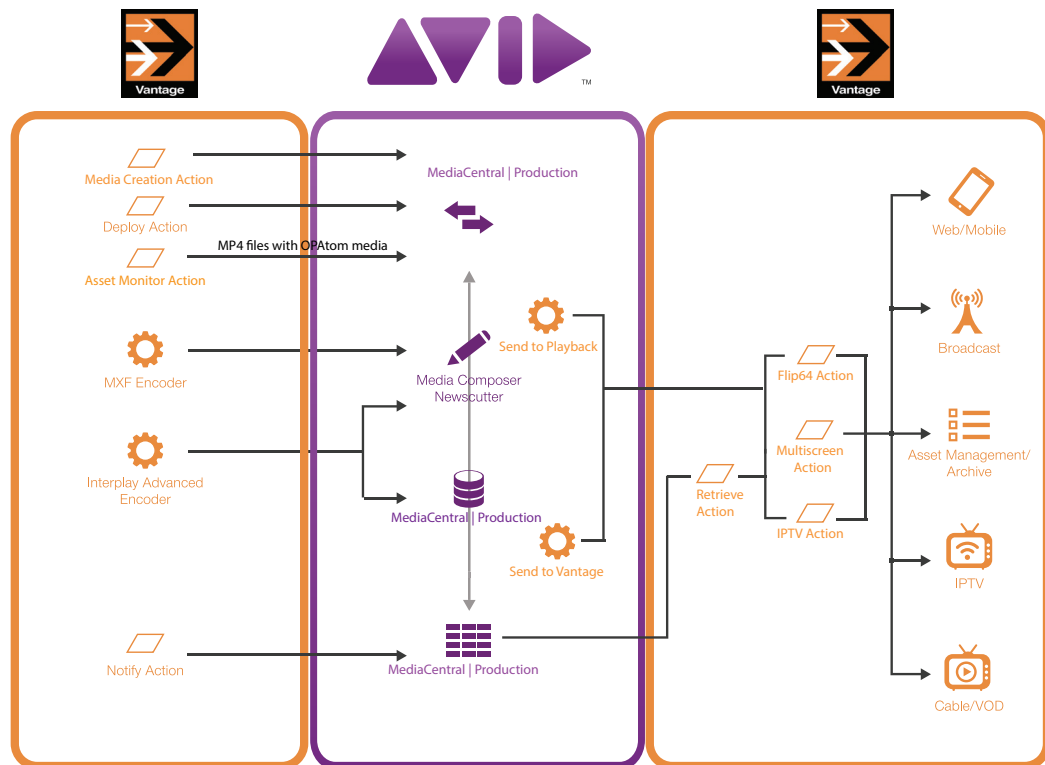 Vantage
AVID
TM
Vantage
Media Creation Action
Deploy Action
MP4 files with OPAtom media
Asset Monitor Action
MXF Encoder
Interplay Advanced
Encoder
Notify Action
MediaCentral | Production
Send to Playback
Media Composer
Newscutter
MediaCentral | Production
Send to Vantage
MediaCentral | Production
Retrieve
Action
Flip64 Action
Multiscreen
Action
IPTV Action
Web/Mobile
Broadcast
Asset Management/
Archive
IPTV
Cable/VOD